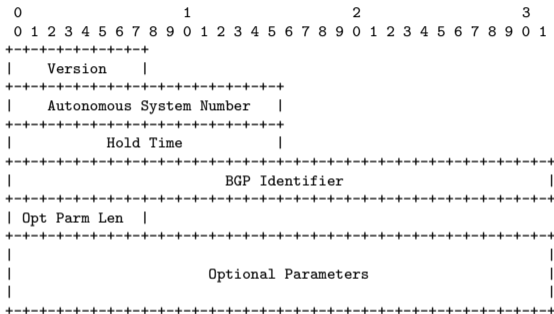 0                   1                   2                   3
 0 1 2 3 4 5 6 7 8 9 0 1 2 3 4 5 6 7 8 9 0 1 2 3 4 5 6 7 8 9 0 1
+-+-+-+-+-+-+-+-+
|    Version    |
+-+-+-+-+-+-+-+-+-+-+-+-+-+-+-+-+
|    Autonomous System Number   |
+-+-+-+-+-+-+-+-+-+-+-+-+-+-+-+-+
|           Hold Time           |
+-+-+-+-+-+-+-+-+-+-+-+-+-+-+-+-+-+-+-+-+-+-+-+-+-+-+-+-+-+-+-+-+
|                         BGP Identifier                        |
+-+-+-+-+-+-+-+-+-+-+-+-+-+-+-+-+-+-+-+-+-+-+-+-+-+-+-+-+-+-+-+-+
| Opt Parm Len  |
+-+-+-+-+-+-+-+-+-+-+-+-+-+-+-+-+-+-+-+-+-+-+-+-+-+-+-+-+-+-+-+-+
|                                                               |
|                       Optional Parameters                     |
|                                                               |
+-+-+-+-+-+-+-+-+-+-+-+-+-+-+-+-+-+-+-+-+-+-+-+-+-+-+-+-+-+-+-+-+